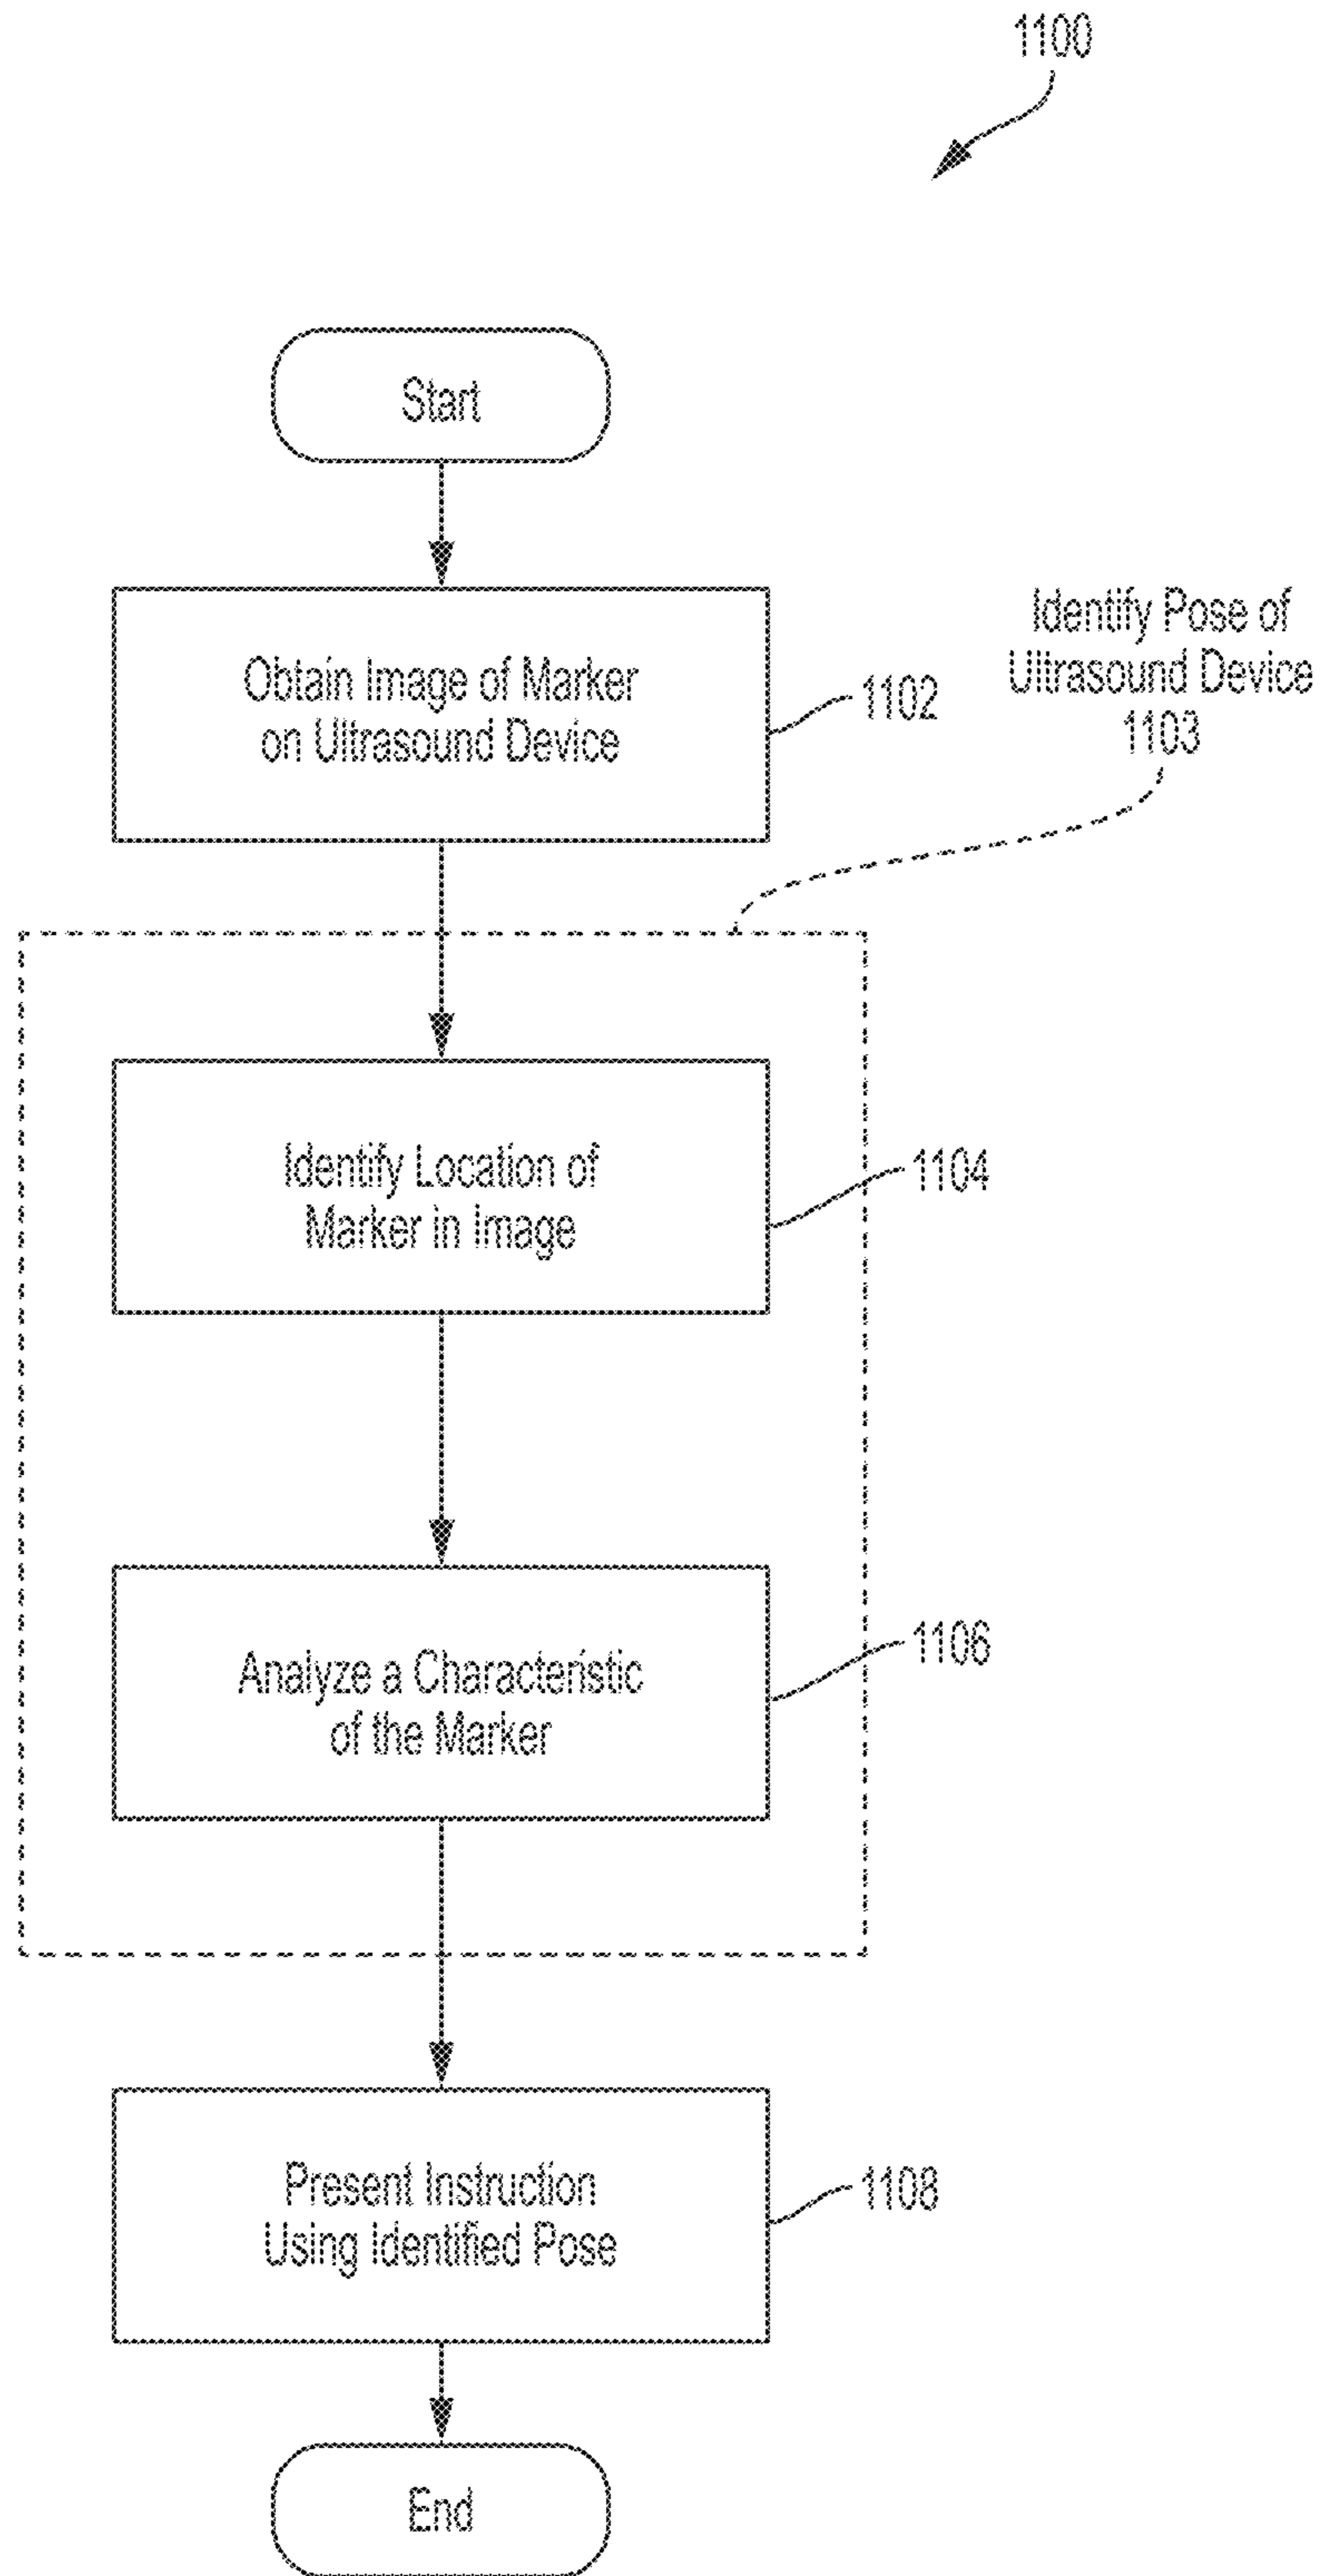 1100
Start
Obtain Image of Marker
on Ultrasound Device
1102
Identify Pose of
Ultrasound Device
1103
Identify Location of
Marker in Image
1104
Analyze a Characteristic
of the Marker
1106
Present Instruction
Using Identified Pose
1108
End